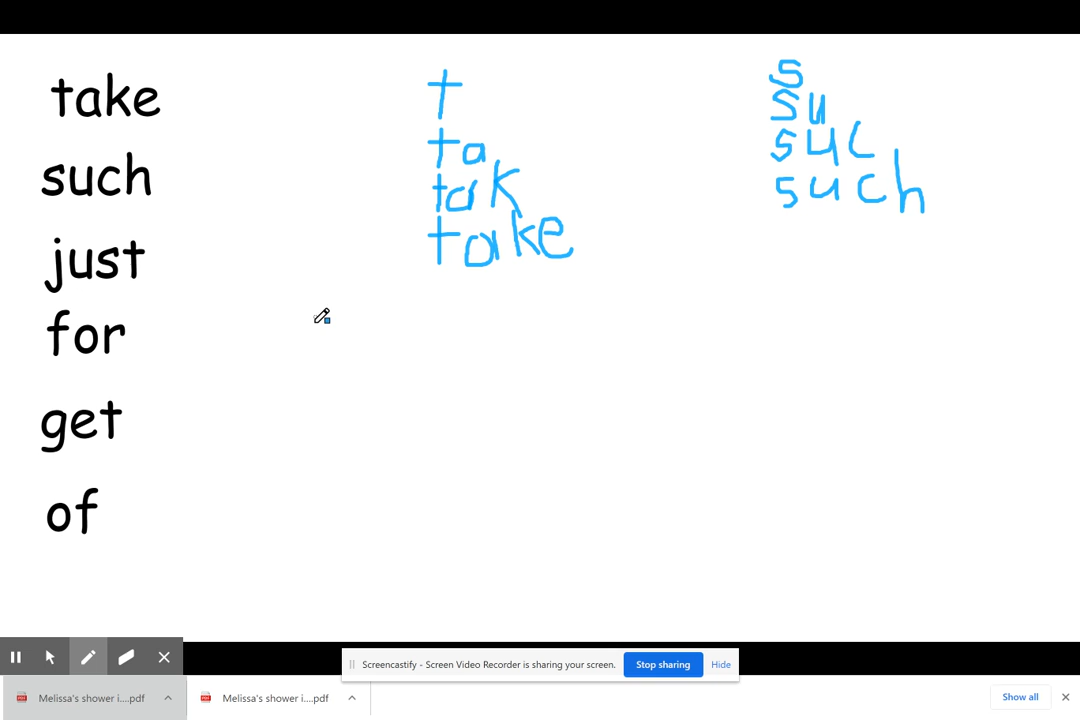 take
such
just
for
get
of
t
ta
tak
take
s
su
suc
such
Screencastify - Screen Video Recorder is sharing your screen.
Stop sharing
Hide
Melissa's shower i....pdf
Melissa's shower i....pdf
Show all